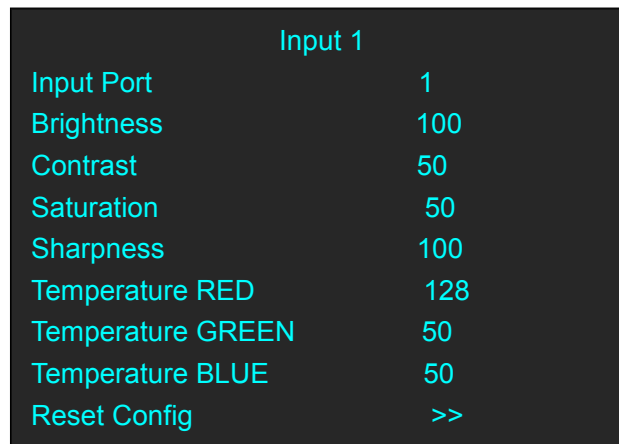 Input 1
Input Port 1
Brightness 100
Contrast 50
Saturation 50
Sharpness 100
Temperature RED 128
Temperature GREEN 50
Temperature BLUE 50
Reset Config >>